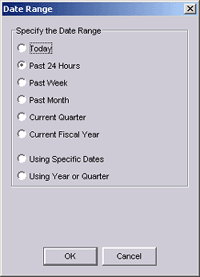 Date Range
Specify the Date Range
Today
Past 24 Hours
Past Week
Past Month
Current Quarter
Current Fiscal Year
Using Specific Dates
Using Year or Quarter
OK
Cancel